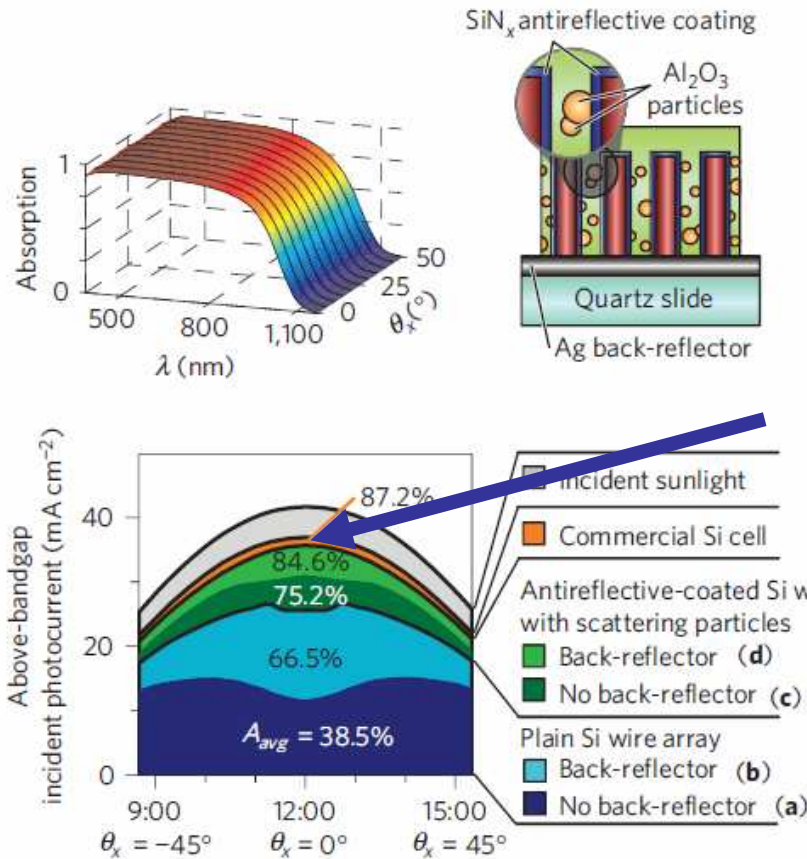 SiNx antireflective coating
Al2O3
particles
Absorption
1
0
500
800
1,100
λ (nm)
0
25
50
θx(°)
Quartz slide
Ag back-reflector
Above-bandgap
incident photocurrent (mA cm−2)
40
20
0
87.2%
84.6%
75.2%
66.5%
Aavg = 38.5%
9:00
12:00
15:00
θx = −45°
θx = 0°
θx = 45°
Incident sunlight
Commercial Si cell
Antireflective-coated Si w
with scattering particles
Back-reflector (d)
No back-reflector (c)
Plain Si wire array
Back-reflector (b)
No back-reflector (a)